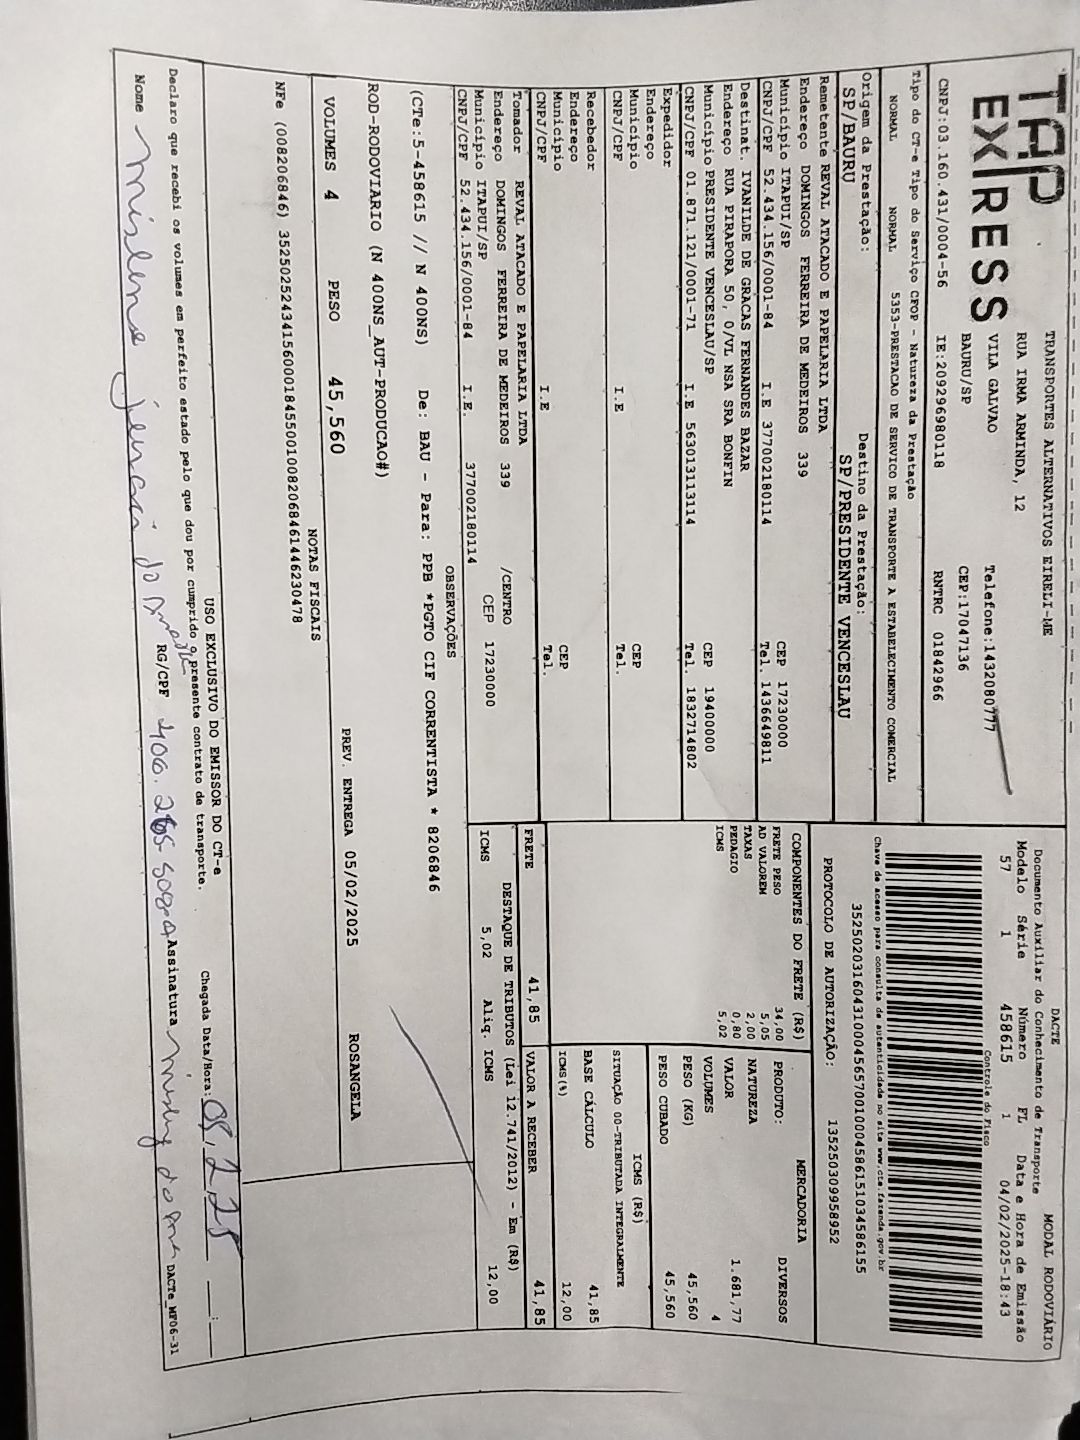 TAP
EXPRESS
TRANSPORTES ALTERNATIVOS EIRELI-ME
RUA IRMA ARMINDA, 12
VILA GALVAO Telefone:1432080777
BAURU/SP CEP:17047136
CNPJ:03.160.431/0004-56 IE:209296980118 RNTRC 01842966
DACTE MODAL RODOVIÁRIO
Documento Auxiliar do Conhecimento de Transporte
Modelo Série Número FL Data e Hora de Emissão
57 1 458615 1 04/02/2025-18:43
Controle do Fisco
Chave de acesso para consulta de autenticidade no site www.cte.fazenda.gov.br
35250203160431000456570010004586151034586155
PROTOCOLO DE AUTORIZAÇÃO: 135250309958952
Tipo do CT-e Tipo do Serviço CFOP - Natureza da Prestação
NORMAL NORMAL 5353-PRESTACAO DE SERVICO DE TRANSPORTE A ESTABELECIMENTO COMERCIAL
Origem da Prestação: Destino da Prestação:
SP/BAURU SP/PRESIDENTE VENCESLAU
Remetente REVAL ATACADO E PAPELARIA LTDA
Endereço DOMINGOS FERREIRA DE MEDEIROS 339
Município ITAPUI/SP CEP 17230000
CNPJ/CPF 52.434.156/0001-84 I.E 377002180114 Tel. 1436649811
Destinat. IVANILDE DE GRACAS FERNANDES BAZAR
Endereço RUA PIRAPORA 50, 0/VL NSA SRA BONFIN
Município PRESIDENTE VENCESLAU/SP CEP 19400000
CNPJ/CPF 01.871.121/0001-71 I.E 563013113114 Tel. 1832714802
Expedidor
Endereço
Município CEP
CNPJ/CPF I.E Tel.
Recebedor
Endereço
Município CEP
CNPJ/CPF I.E Tel.
Tomador REVAL ATACADO E PAPELARIA LTDA
Endereço DOMINGOS FERREIRA DE MEDEIROS 339 /CENTRO
Município ITAPUI/SP CEP 17230000
CNPJ/CPF 52.434.156/0001-84 I.E. 377002180114
COMPONENTES DO FRETE (R$)
FRETE PESO 34,00
AD VALOREM 5,05
TAXAS 2,00
PEDAGIO 0,80
ICMS 5,02
MERCADORIA
PRODUTO: DIVERSOS
NATUREZA
VALOR 1.681,77
VOLUMES 4
PESO (KG) 45,560
PESO CUBADO 45,560
ICMS (R$)
SITUAÇÃO 00-TRIBUTADA INTEGRALMENTE
BASE CÁLCULO 41,85
ICMS(%) 12,00
FRETE 41,85 VALOR A RECEBER 41,85
DESTAQUE DE TRIBUTOS (Lei 12.741/2012) - Em (R$)
ICMS 5,02 Aliq. ICMS 12,00
OBSERVAÇÕES
(CTe:5-458615 // N 400NS) De: BAU - Para: PPB *PGTO CIF CORRENTISTA * 8206846
ROD-RODOVIÁRIO (N 400NS_AUT-PRODUCAO#)
VOLUMES 4 PESO 45,560 PREV. ENTREGA 05/02/2025 ROSANGELA
NOTAS FISCAIS
NFe (008206846) 35250252434156000184550010082068461446230478
USO EXCLUSIVO DO EMISSOR DO CT-e
Declaro que recebi os volumes em perfeito estado pelo que dou por cumprido o presente contrato de transporte.
Chegada Data/Hora: __:__
Nome RG/CPF Assinatura
DACTe_MF06-31